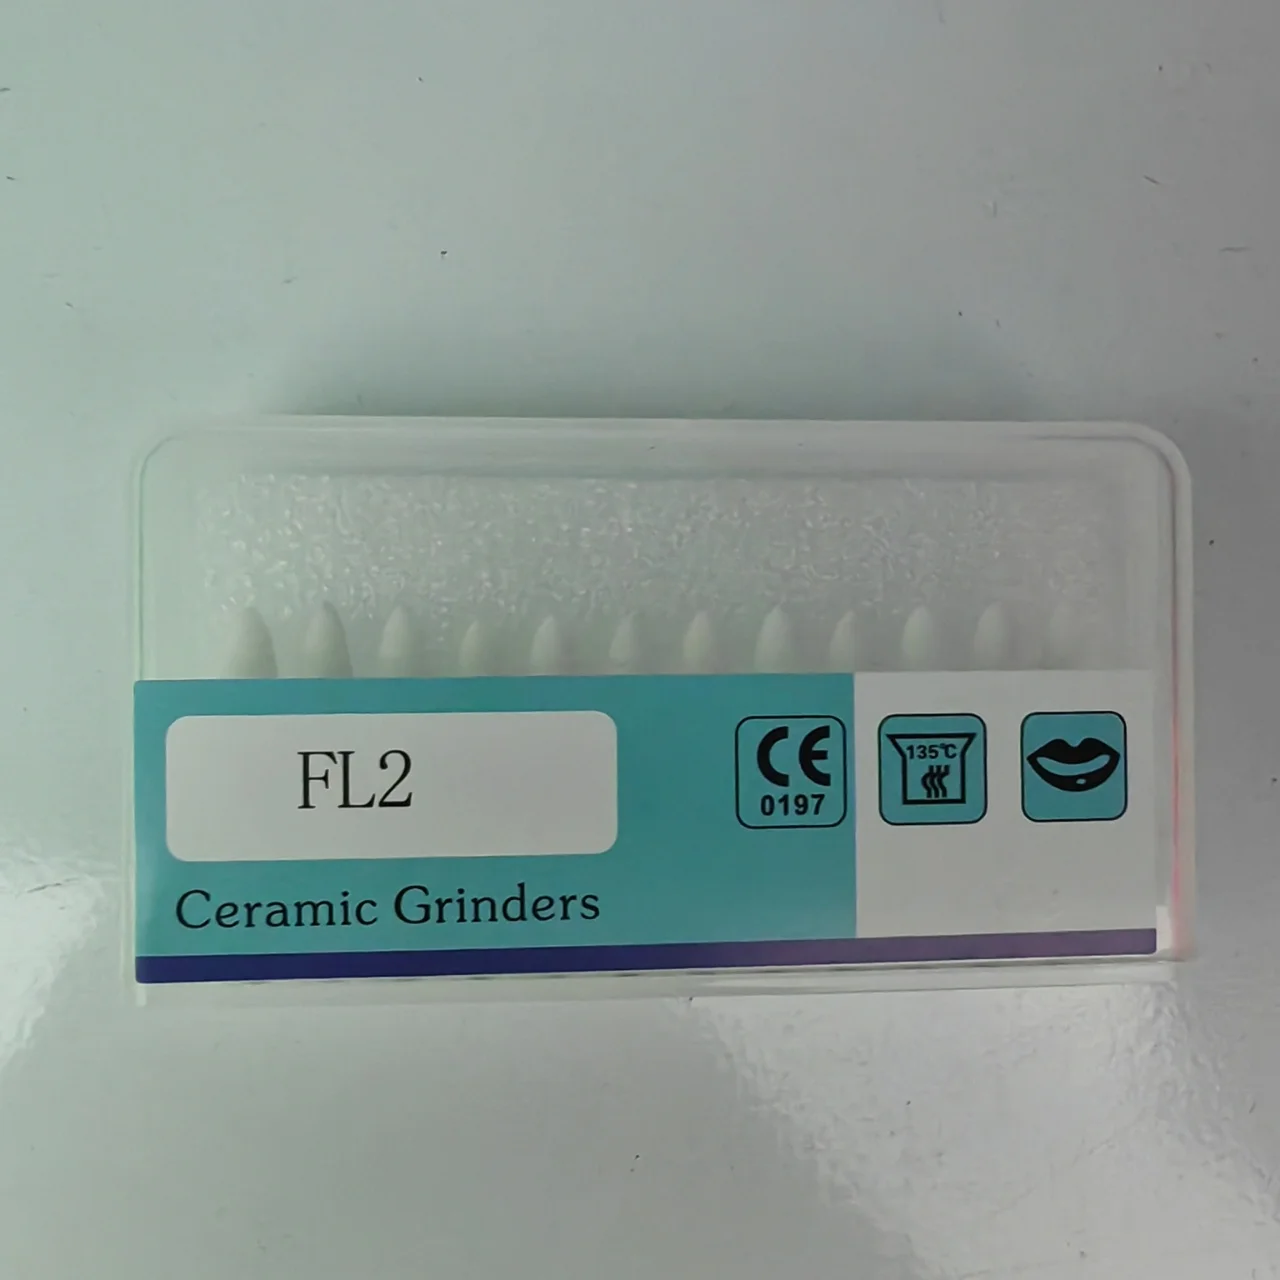 FL2
CE
0197
135℃
Ceramic Grinders